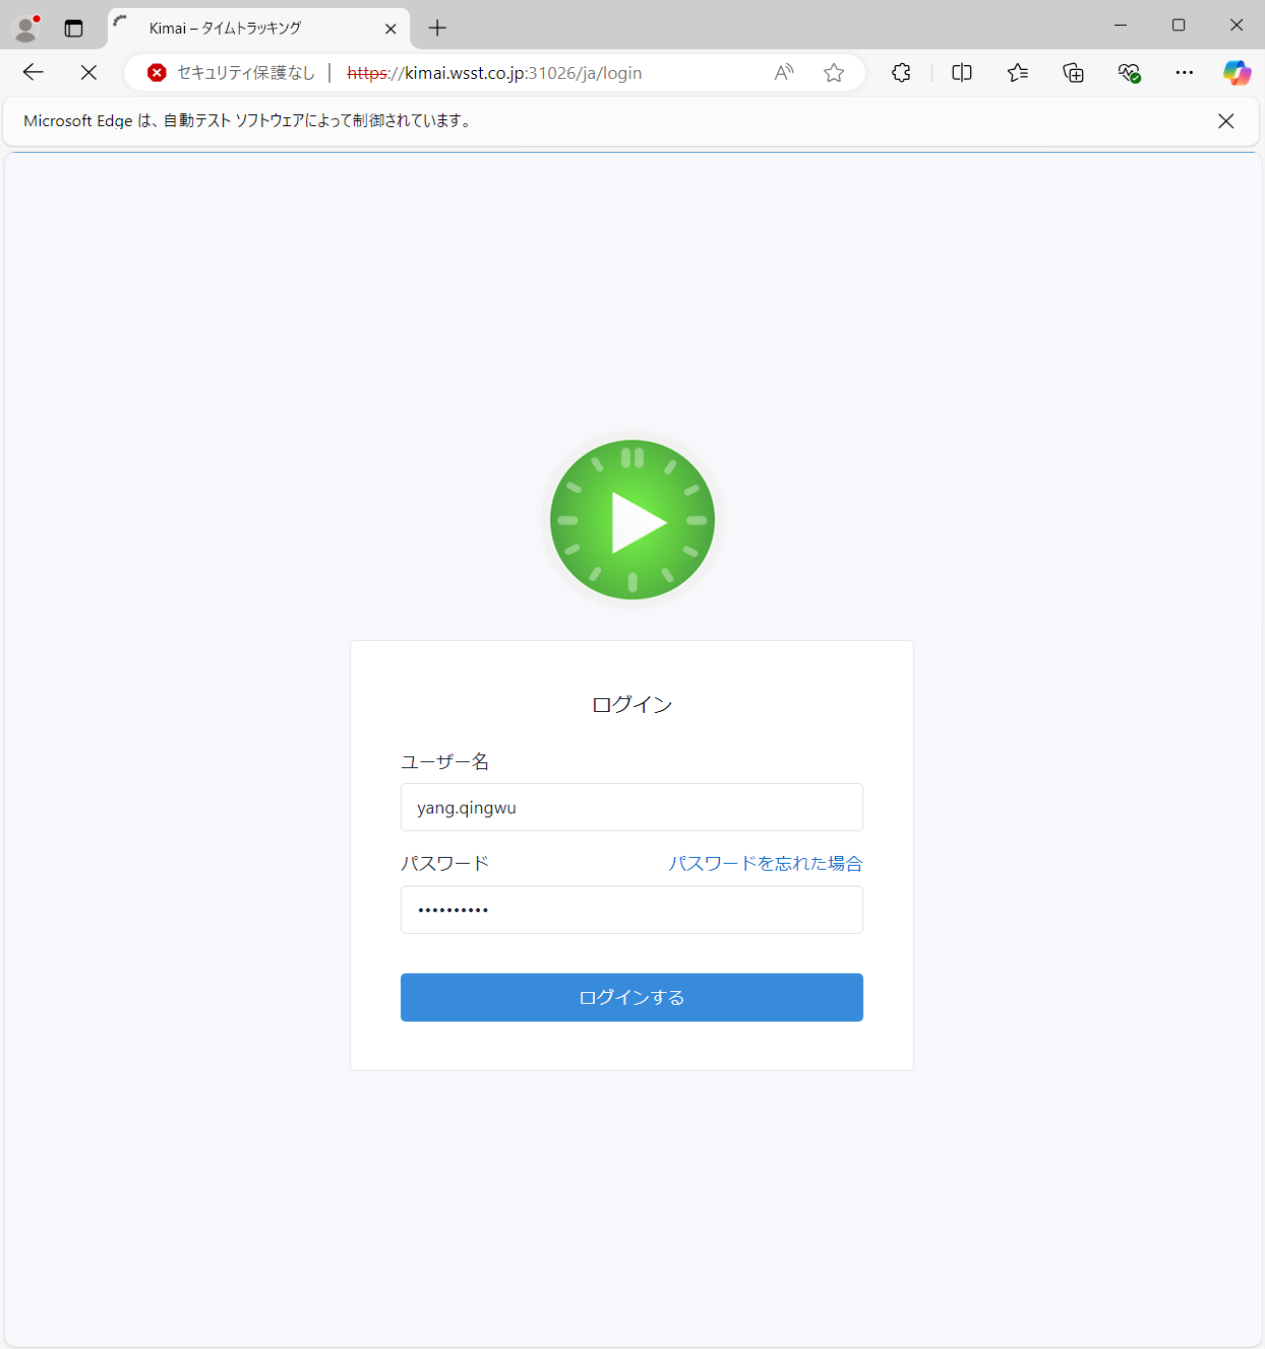 Kimai – タイムトラッキング
セキュリティ保護なし | https://kimai.wsst.co.jp:31026/ja/login
Microsoft Edge は、自動テスト ソフトウェアによって制御されています。
ログイン
ユーザー名
yang.qingwu
パスワード パスワードを忘れた場合
••••••••••
ログインする